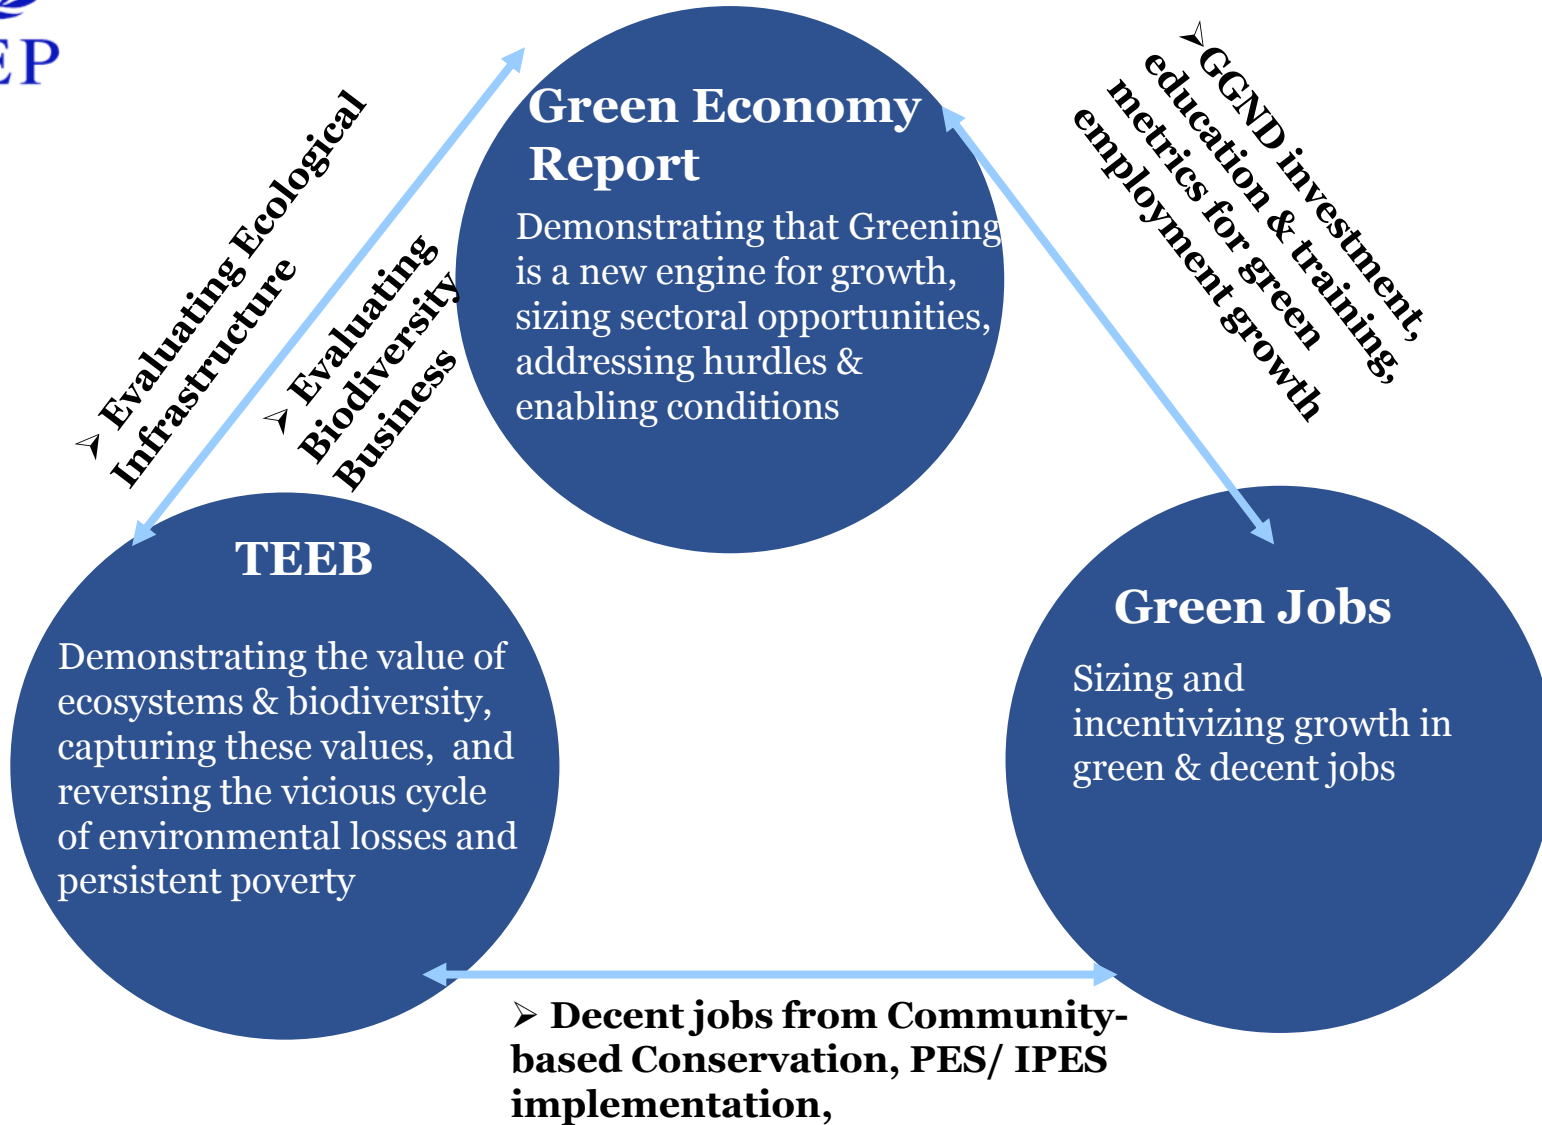 EP
Green Economy
Report
Demonstrating that Greening
is a new engine for growth,
sizing sectoral opportunities,
addressing hurdles &
enabling conditions
➢ Evaluating Ecological
Infrastructure
➢ Evaluating
Biodiversity
Business
➢GGND investment,
education & training,
metrics for green
employment growth
TEEB
Demonstrating the value of
ecosystems & biodiversity,
capturing these values, and
reversing the vicious cycle
of environmental losses and
persistent poverty
Green Jobs
Sizing and
incentivizing growth in
green & decent jobs
➢ Decent jobs from Community-
based Conservation, PES/ IPES
implementation,